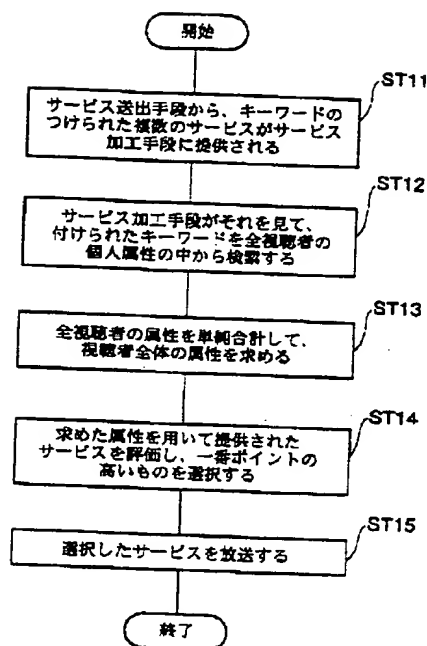 開始
ST11
サービス送出手段から、キーワードの
つけられた複数のサービスがサービス
加工手段に提供される
ST12
サービス加工手段がそれを見て、
付けられたキーワードを全視聴者の
個人属性の中から検索する
ST13
全視聴者の属性を単純合計して、
視聴者全体の属性を求める
ST14
求めた属性を用いて提供された
サービスを評価し、一番ポイントの
高いものを選択する
ST15
選択したサービスを放送する
終了